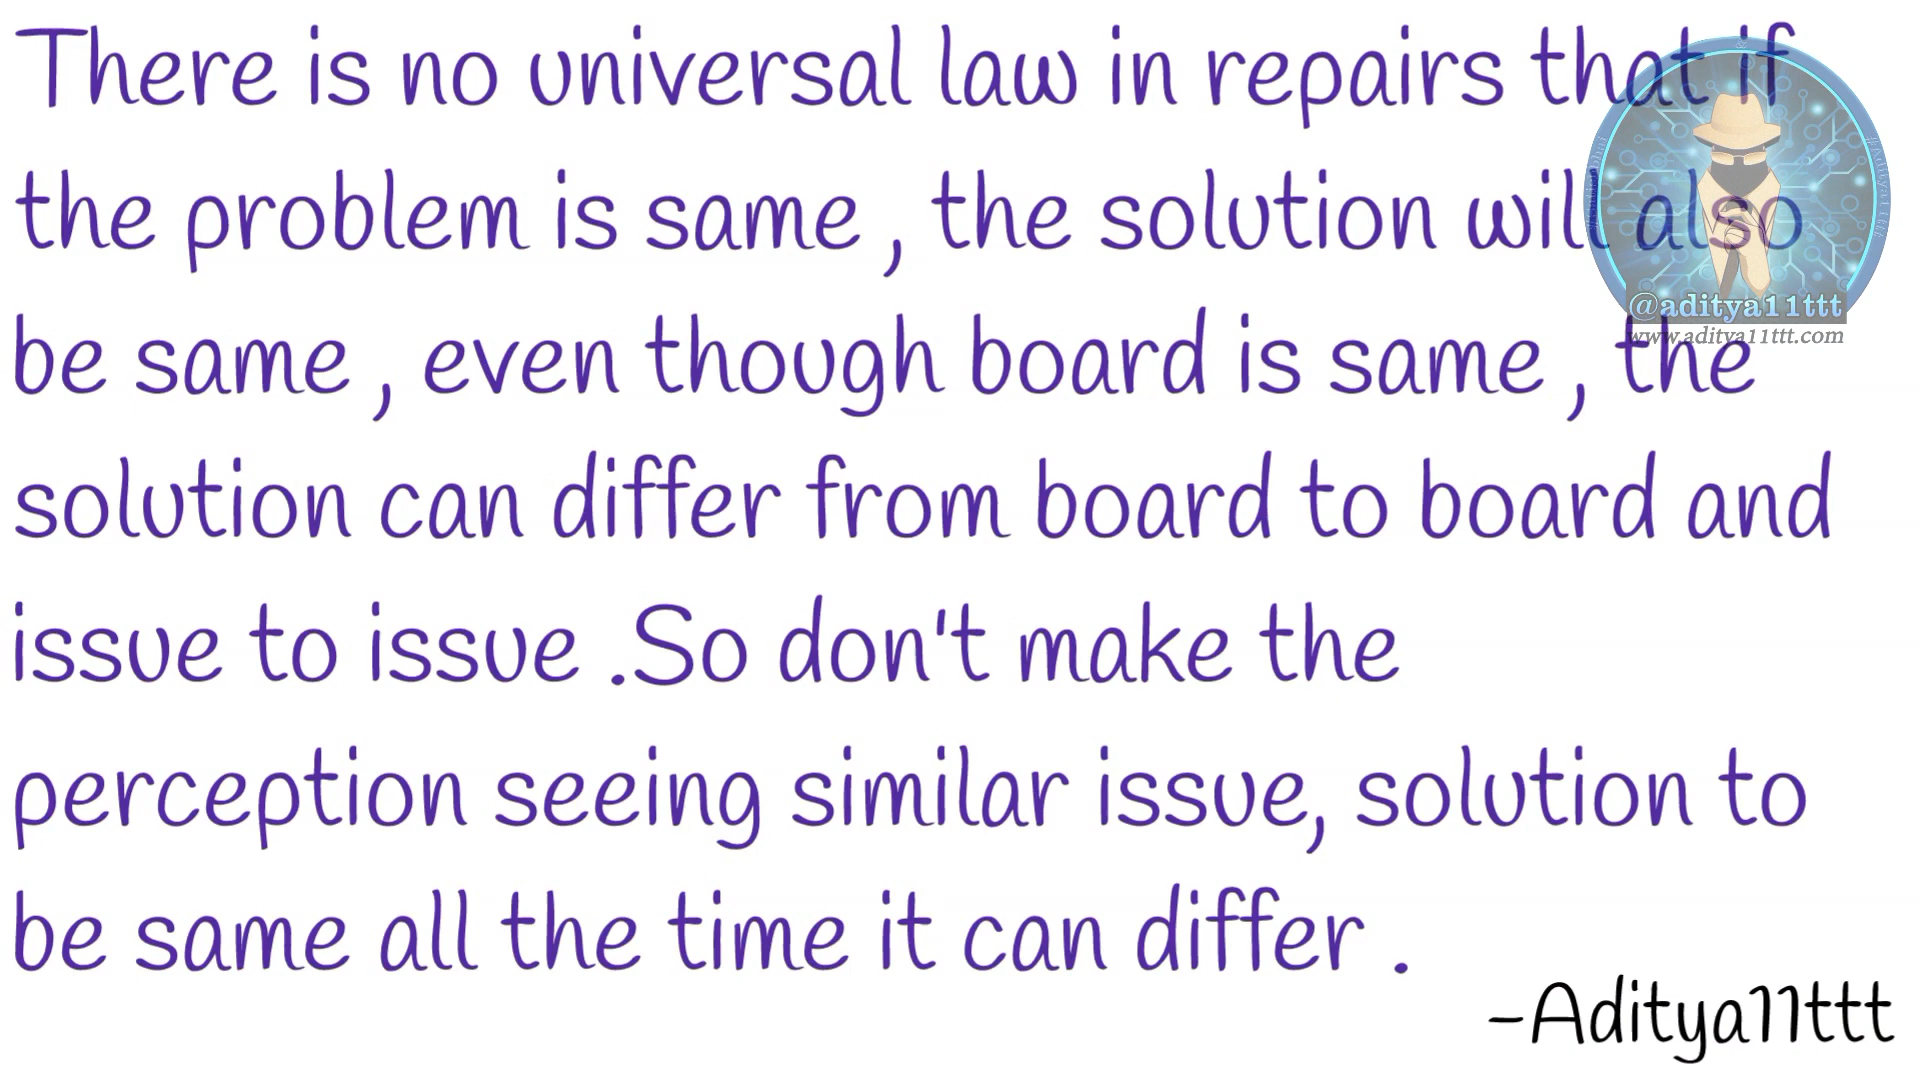 There is no universal law in repairs that if
the problem is same , the solution will also
be same , even though board is same , the
solution can differ from board to board and
issue to issue .So don't make the
perception seeing similar issue, solution to
be same all the time it can differ .
-Aditya11ttt
@aditya11ttt
www.aditya11ttt.com